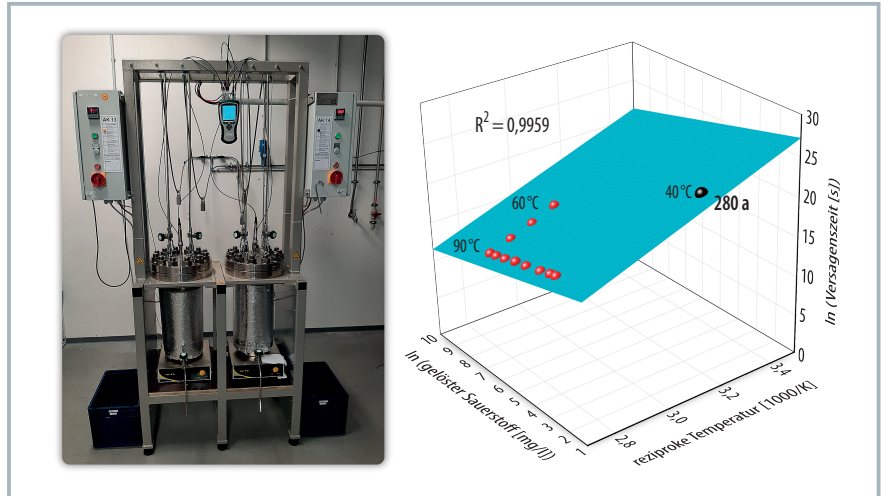 AK 13
AK 14
R² = 0,9959
60 °C
90 °C
40 °C
280 a
30
25
20
15
10
5
0
ln (Versagenszeit [s])
10
9
8
7
6
5
4
3
2
1
ln (gelöster Sauerstoff [mg/l])
2,8
3,0
3,2
3,4
reziproke Temperatur [1000/K]